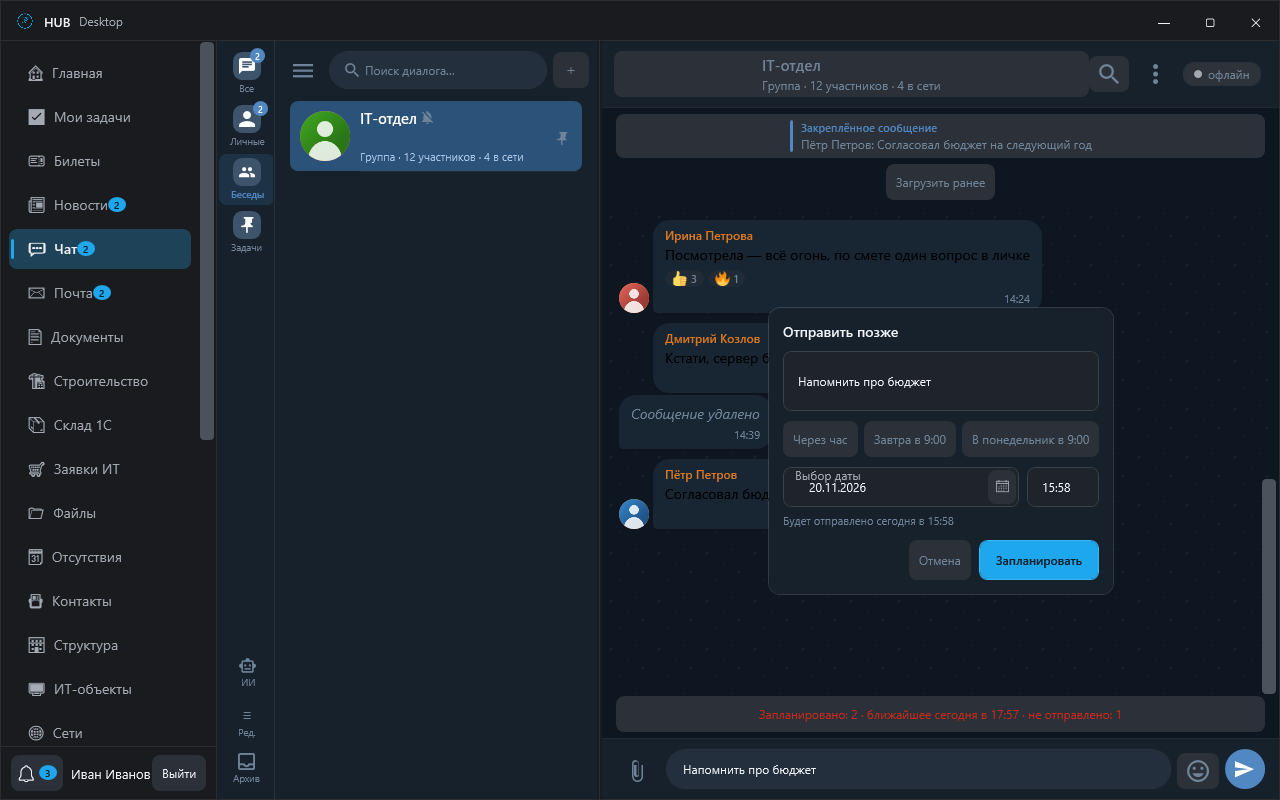 HUB Desktop
Главная
Мои задачи
Билеты
Новости 2
Чат 2
Почта 2
Документы
Строительство
Склад 1С
Заявки ИТ
Файлы
31 Отсутствия
Контакты
Структура
ИТ-объекты
Сети
3 Иван Иванов Выйти
2
Все
2
Личные
Беседы
Задачи
ИИ
Ред.
Архив
Поиск диалога... +
IT-отдел
Группа · 12 участников · 4 в сети
IT-отдел
Группа · 12 участников · 4 в сети
офлайн
Закреплённое сообщение
Пётр Петров: Согласовал бюджет на следующий год
Загрузить ранее
Ирина Петрова
Посмотрела — всё огонь, по смете один вопрос в личке
👍 3 🔥 1
14:24
Дмитрий Козлов
Кстати, сервер
Сообщение удалено
14:39
Пётр Петров
Согласовал бюд
Отправить позже
Напомнить про бюджет
Через час Завтра в 9:00 В понедельник в 9:00
Выбор даты
20.11.2026 15:58
Будет отправлено сегодня в 15:58
Отмена Запланировать
Запланировано: 2 · ближайшее сегодня в 17:57 · не отправлено: 1
Напомнить про бюджет